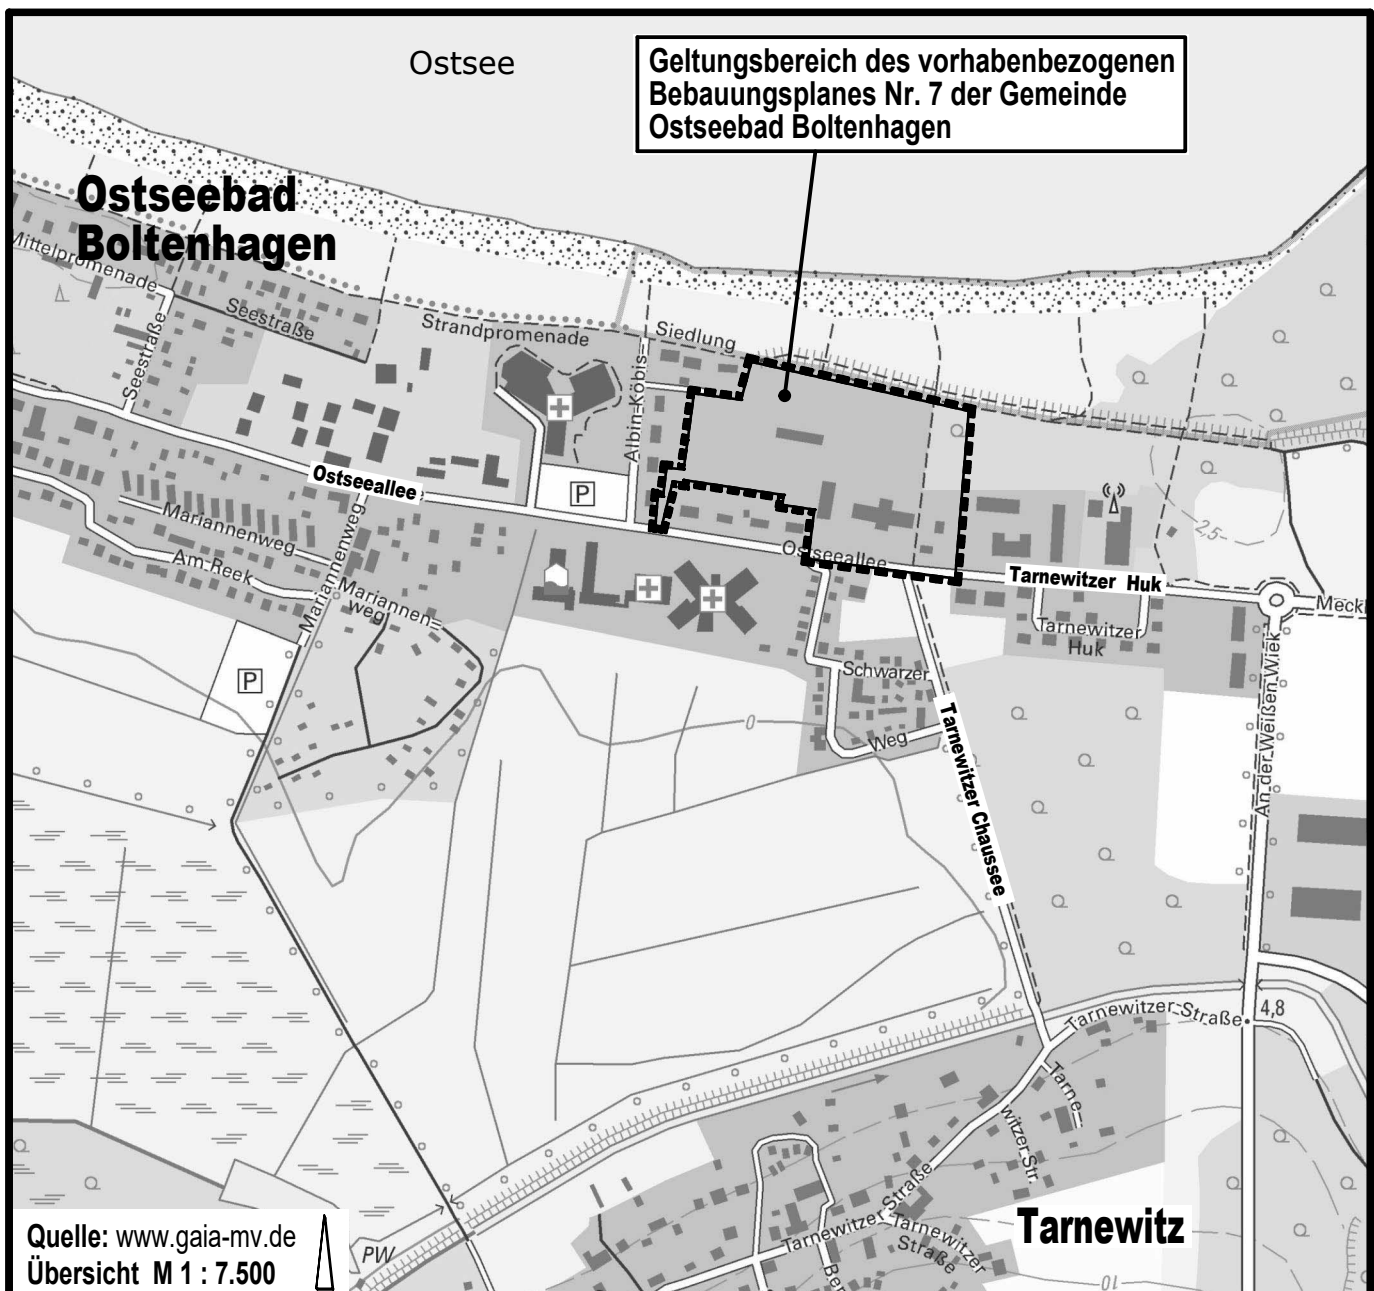 Ostsee
Geltungsbereich des vorhabenbezogenen
Bebauungsplanes Nr. 7 der Gemeinde
Ostseebad Boltenhagen
Ostseebad
Boltenhagen
Mittelpromenade
Seestraße
Seestraße
Strandpromenade
Siedlung
Albin-Köbis-
Ostseeallee
P
Mariannenweg
Am-Reek
Mariannenweg
Mariannen=
weg
P
Ostseeallee
Tarnewitzer Huk
Tarnewitzer
Huk
Meckl
2,5
Schwarzer
Weg
0
Tarnewitzer Chaussee
An der Weißen Wiek
Tarnewitzer-Straße
4,8
Tarne-
witzer-Str.
Tarnewitzer-Straße
Tarnewitzer
Straße
Ber
Tarnewitz
10
PW
Quelle: www.gaia-mv.de
Übersicht M 1 : 7.500